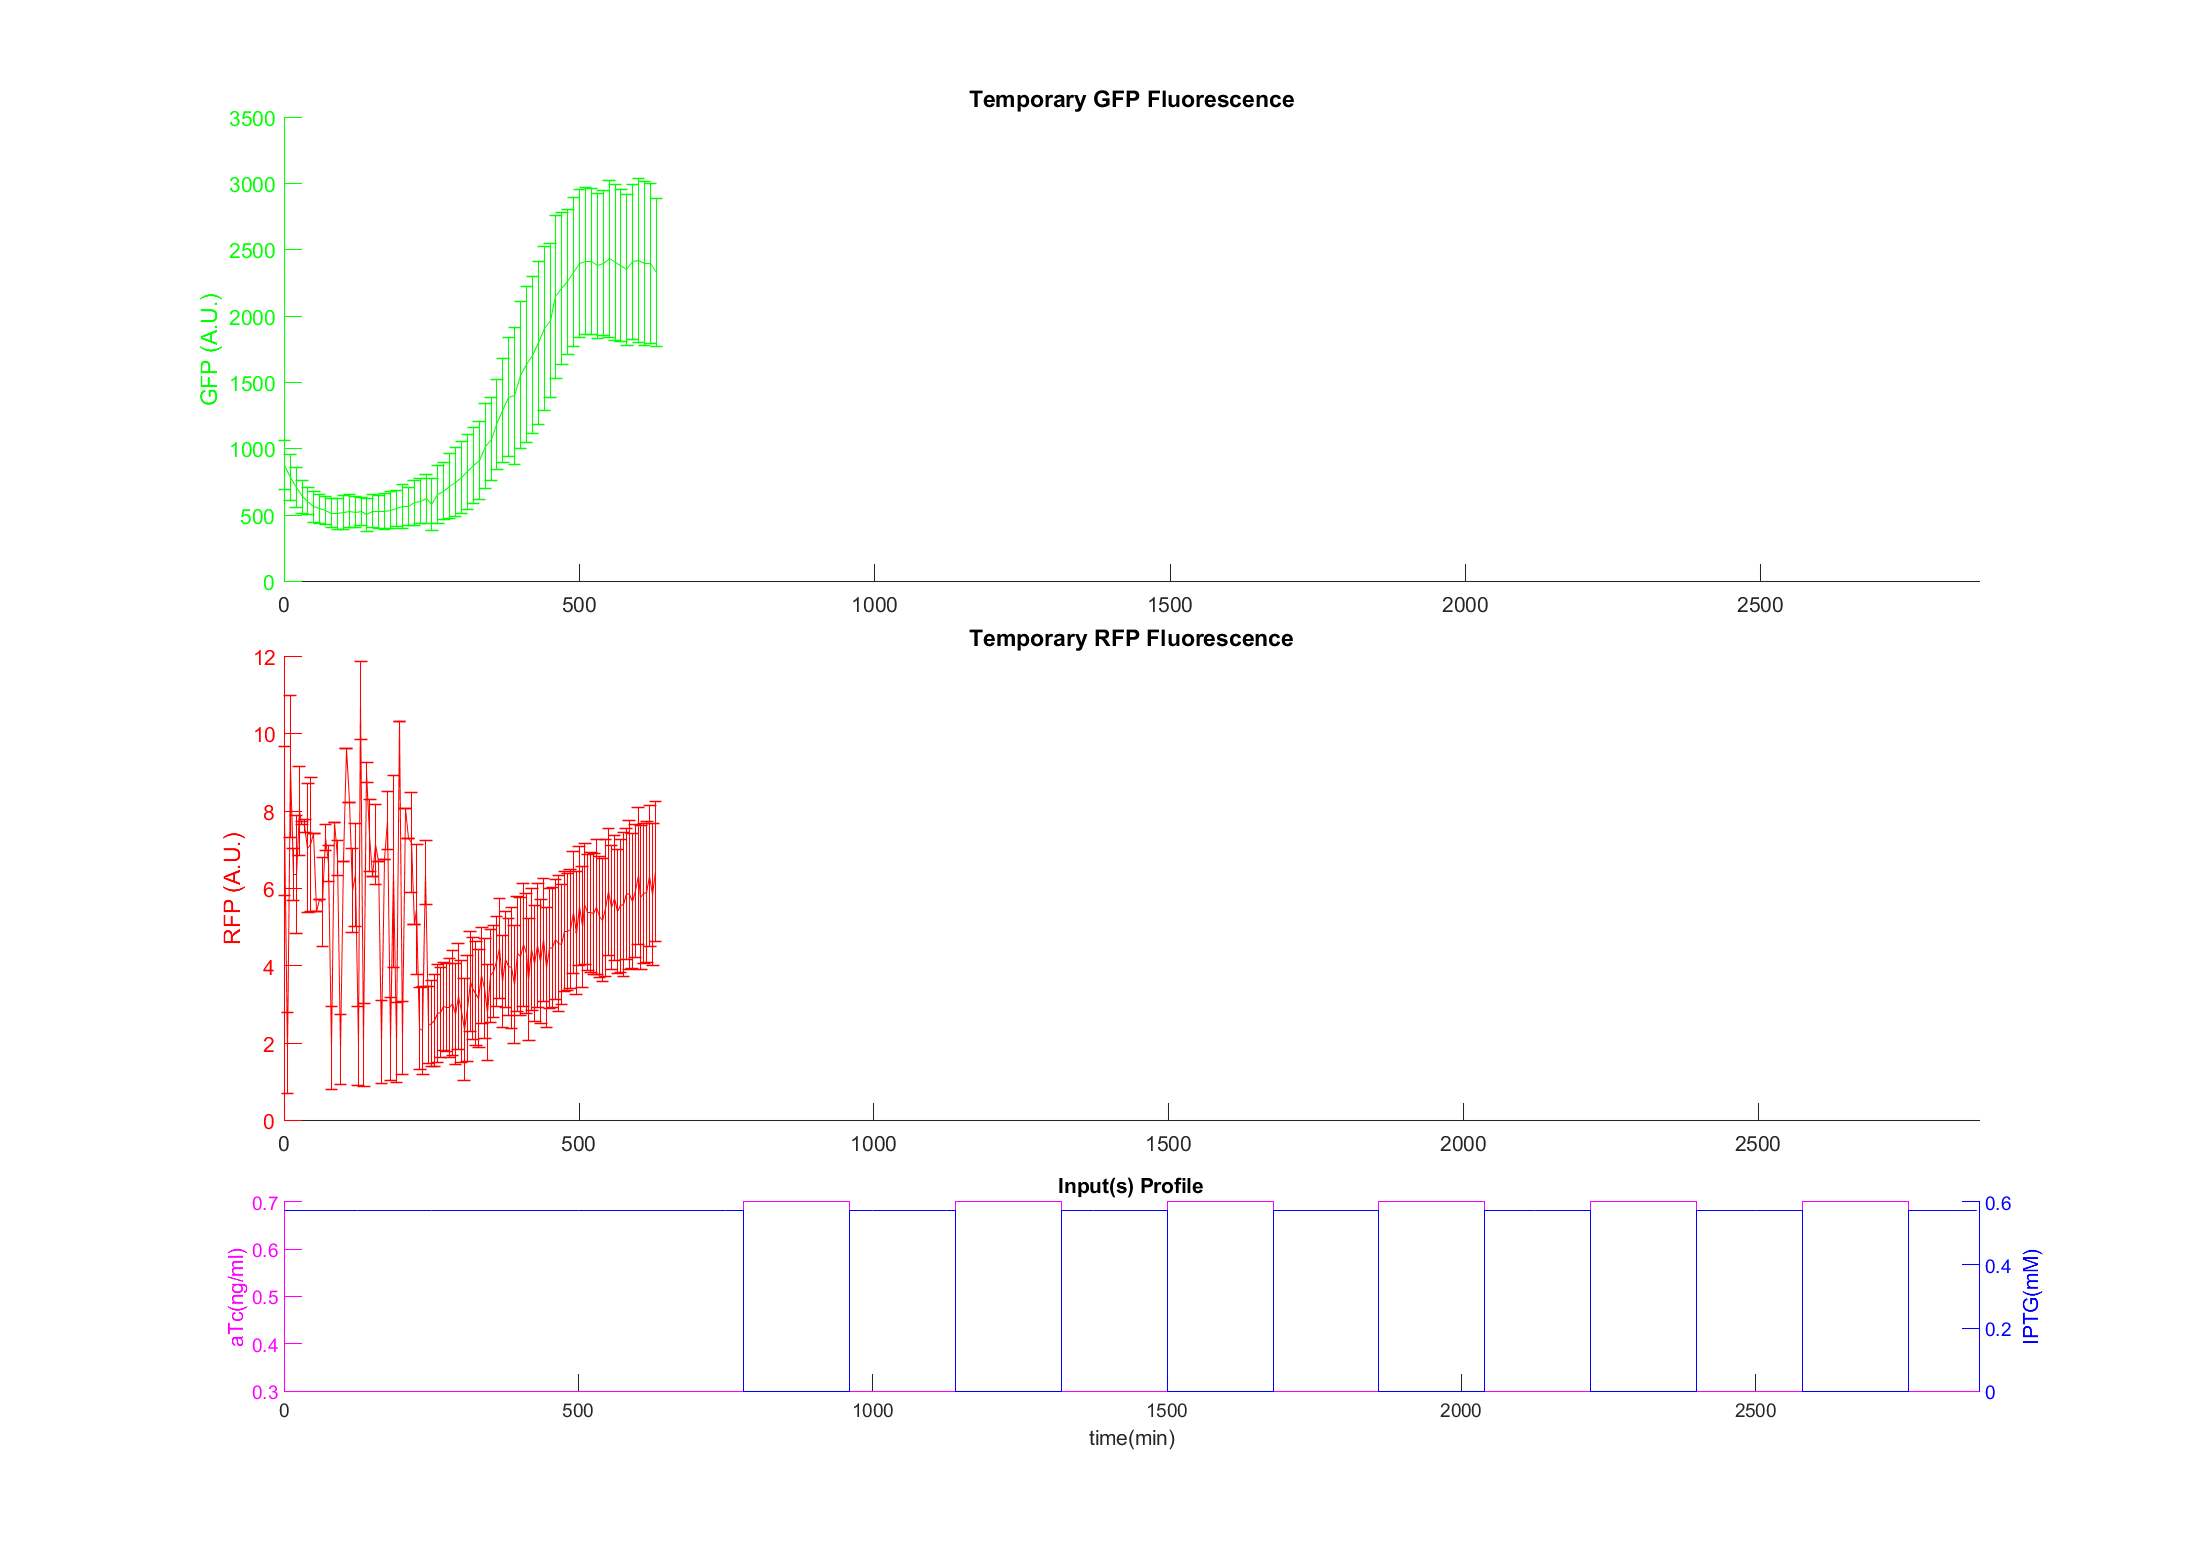 Temporary GFP Fluorescence
3500
3000
2500
2000
1500
1000
500
0
GFP (A.U.)
0 500 1000 1500 2000 2500
Temporary RFP Fluorescence
12
10
8
6
4
2
0
RFP (A.U.)
0 500 1000 1500 2000 2500
Input(s) Profile
0.7
0.6
0.5
0.4
0.3
aTc(ng/ml)
0.6
0.4
0.2
0
IPTG(mM)
0 500 1000 1500 2000 2500
time(min)